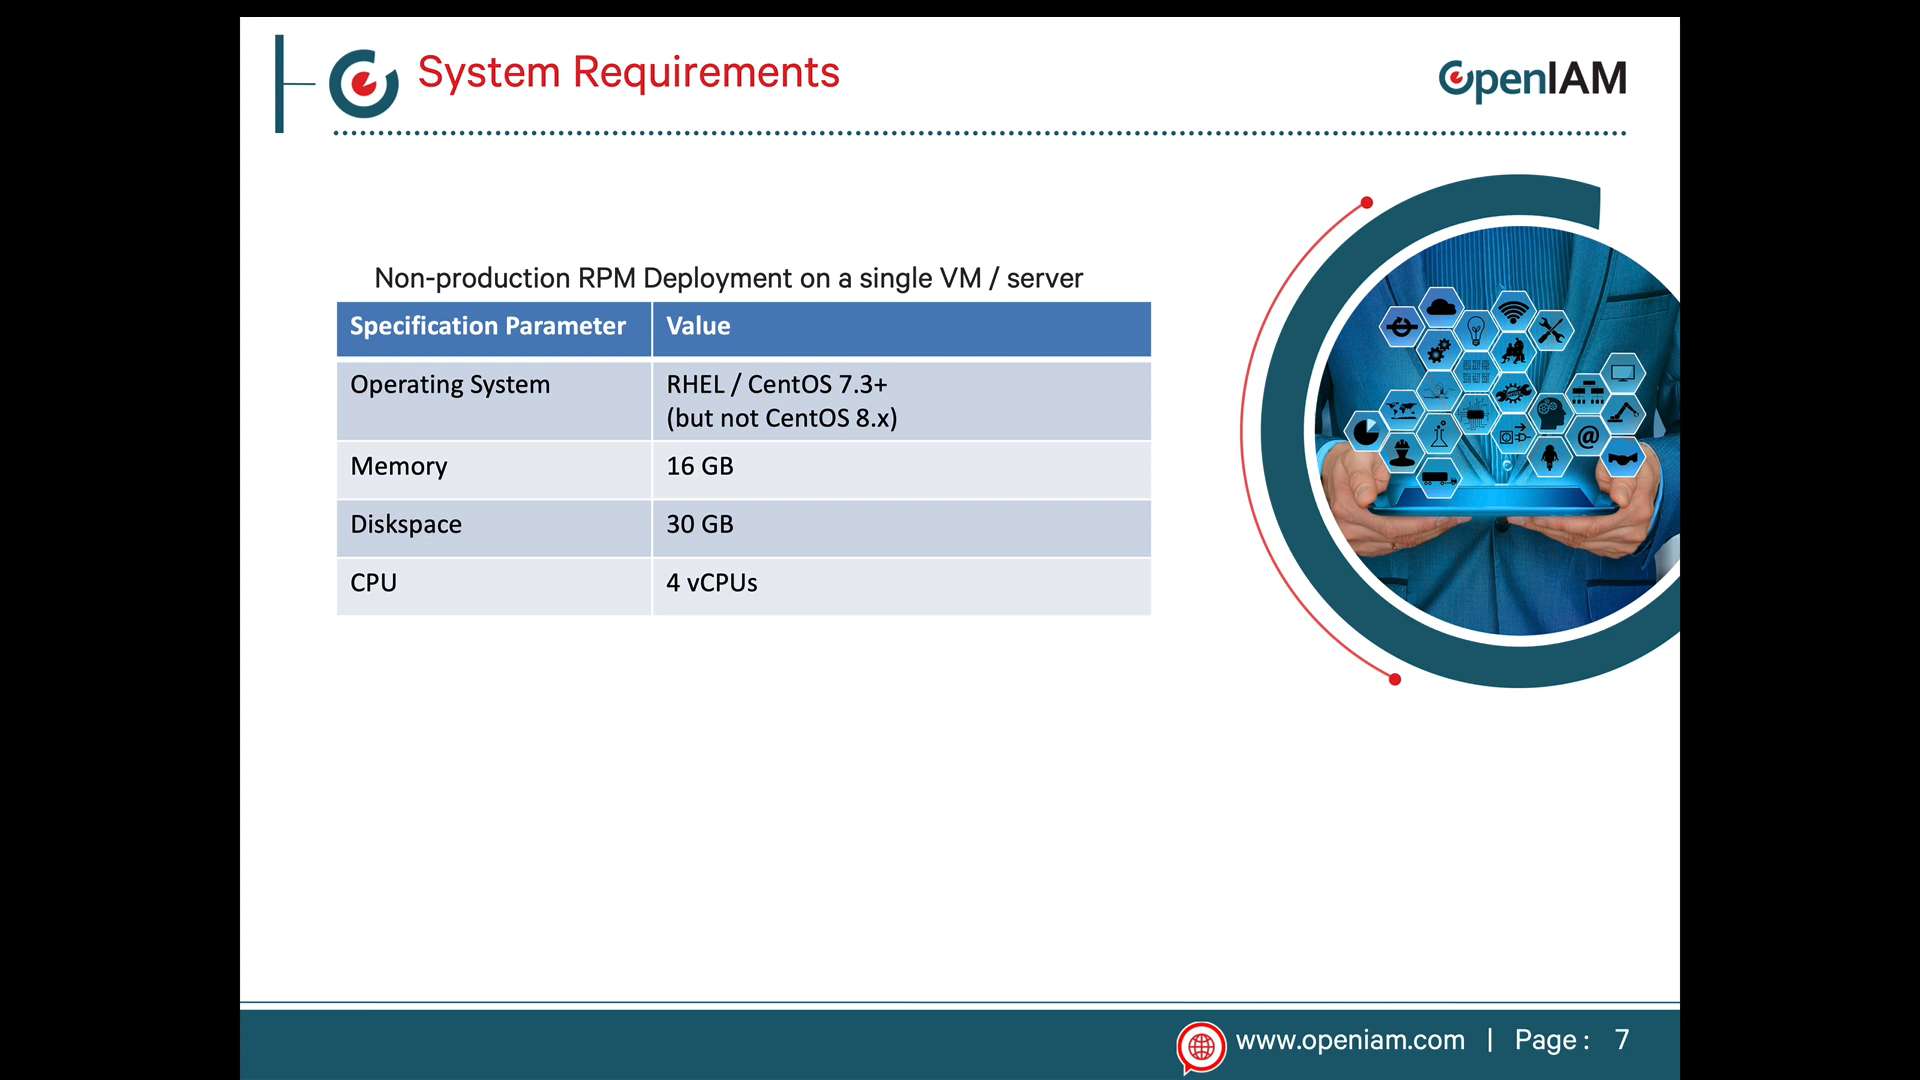 System Requirements
OpenIAM
Non-production RPM Deployment on a single VM / server
Specification Parameter Value
Operating System RHEL / CentOS 7.3+
(but not CentOS 8.x)
Memory 16 GB
Diskspace 30 GB
CPU 4 vCPUs
@
www.openiam.com | Page : 7